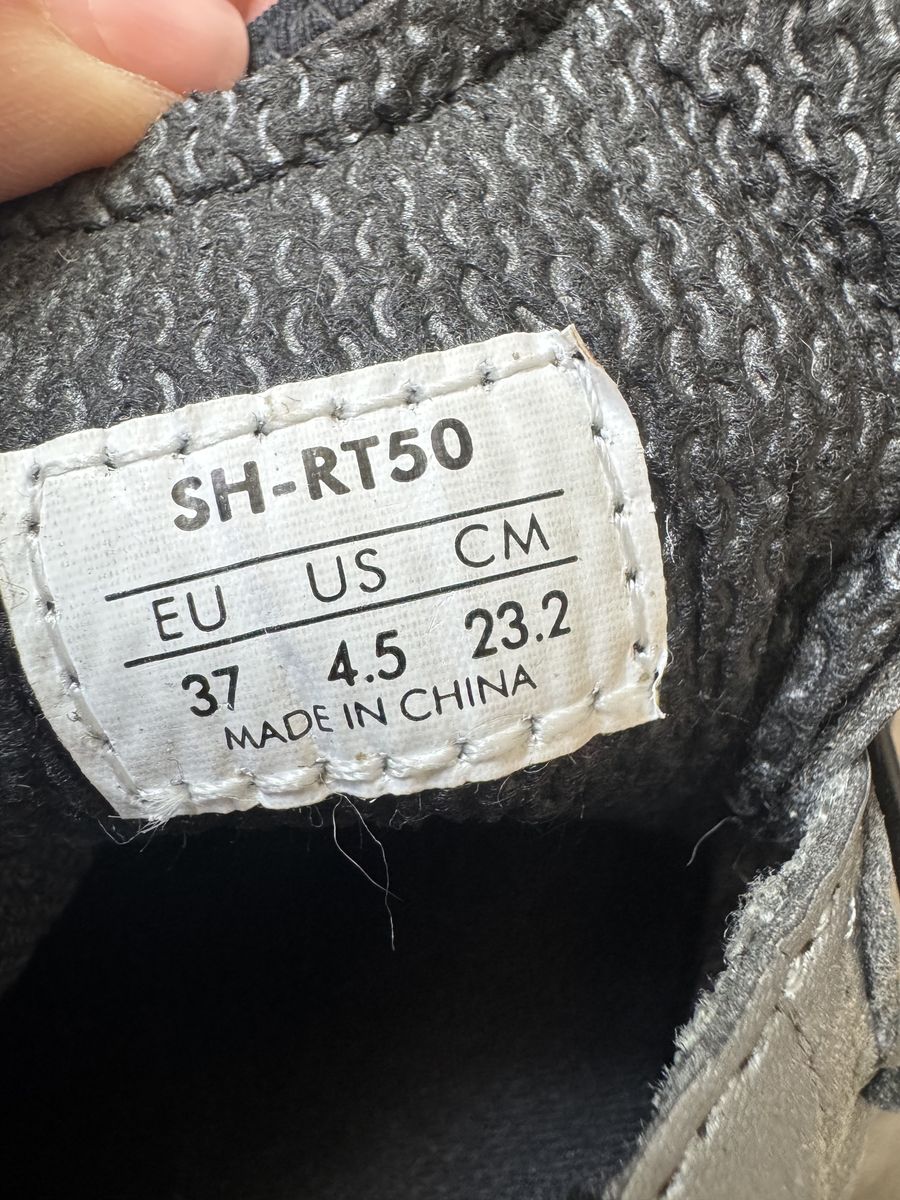 SH-RT50
EU US CM
37 4.5 23.2
MADE IN CHINA